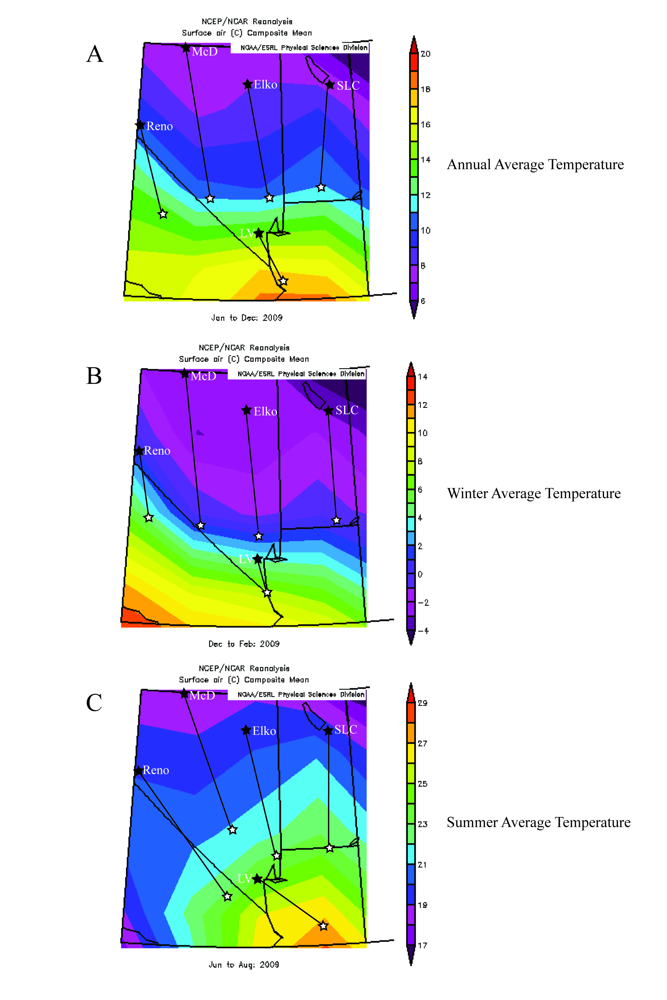 NCEP/NCAR Reanalysis
Surface air (C) Composite Mean
NOAA/ESRL Physical Sciences Division
A
McD
Elko
SLC
Reno
LV
20
18
16
14
12
10
8
6
Annual Average Temperature
Jan to Dec: 2009
NCEP/NCAR Reanalysis
Surface air (C) Composite Mean
NOAA/ESRL Physical Sciences Division
B
McD
Elko
SLC
Reno
LV
14
12
10
8
6
4
2
0
-2
-4
Winter Average Temperature
Dec to Feb: 2009
NCEP/NCAR Reanalysis
Surface air (C) Composite Mean
NOAA/ESRL Physical Sciences Division
C
McD
Elko
SLC
Reno
LV
29
27
25
23
21
19
17
Summer Average Temperature
Jun to Aug: 2009